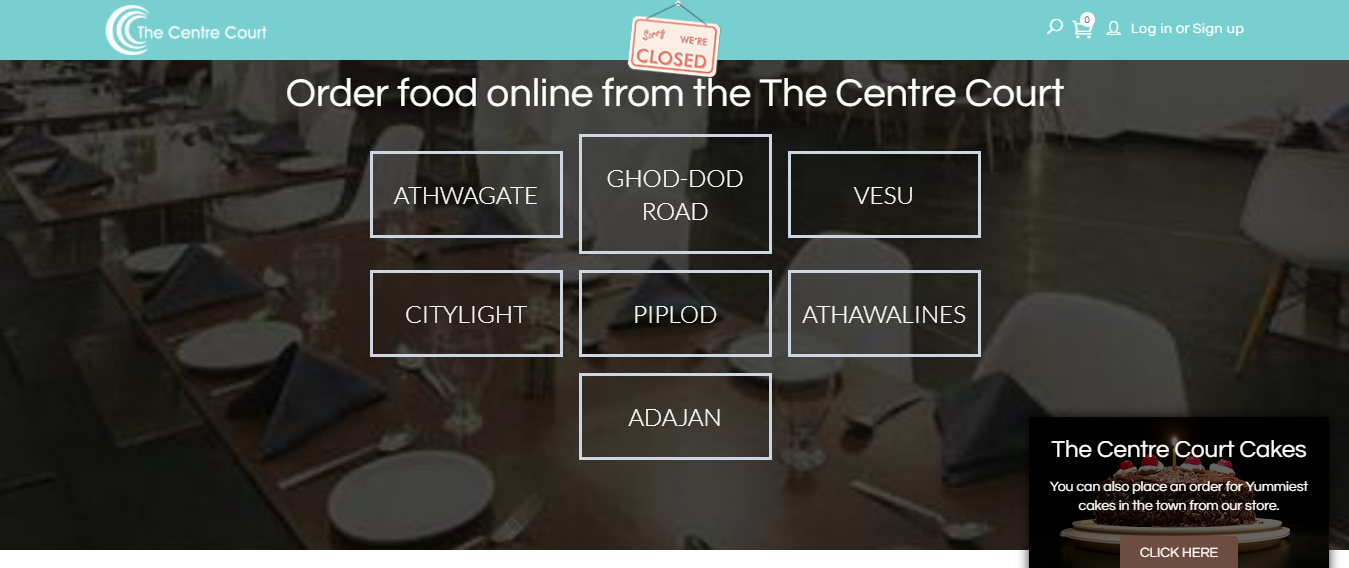 The Centre Court
Sorry
WE'RE
CLOSED
0
Log in or Sign up
Order food online from the The Centre Court
ATHWAGATE
GHOD-DOD
ROAD
VESU
CITYLIGHT
PIPLOD
ATHAWALINES
ADAJAN
The Centre Court Cakes
You can also place an order for Yummiest
cakes in the town from our store.
CLICK HERE